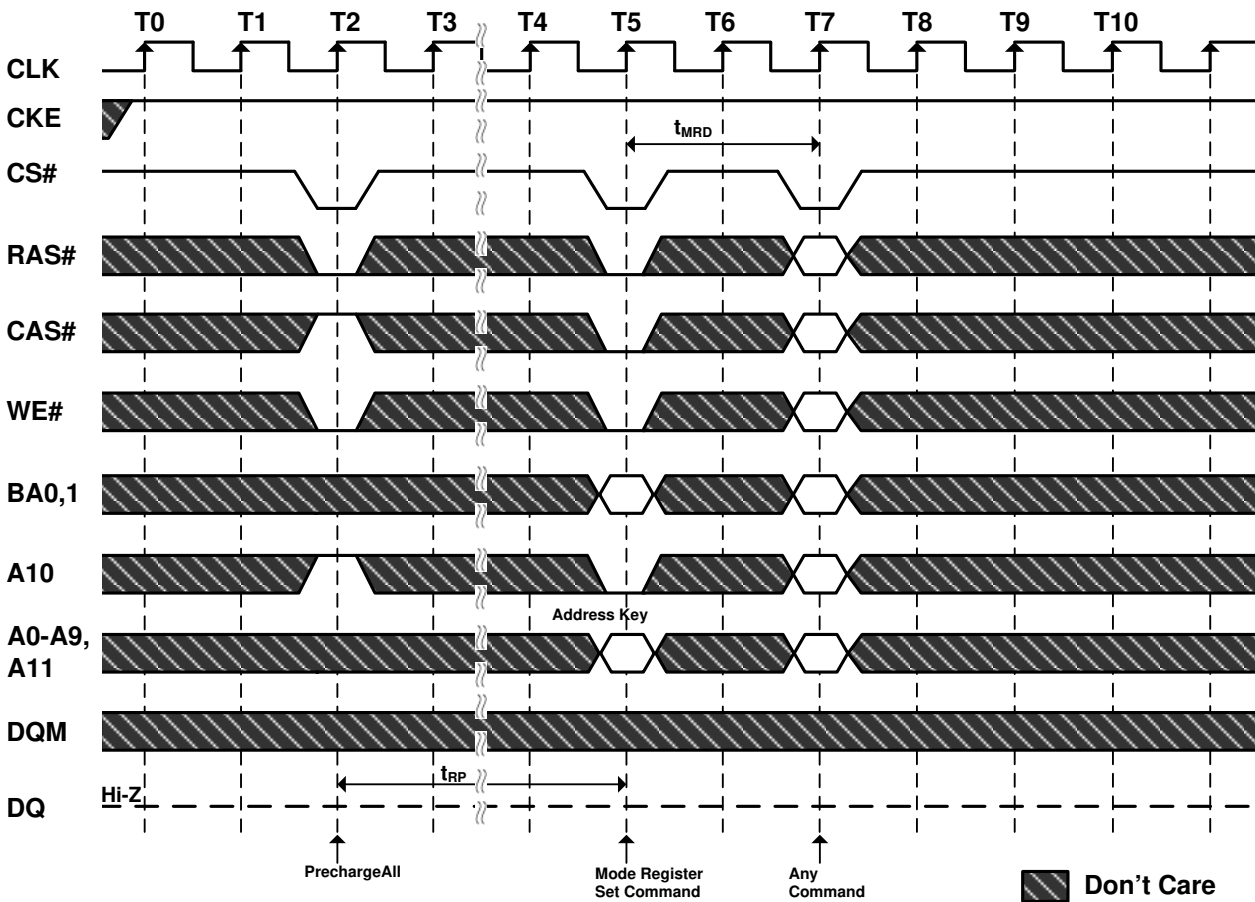 T0 T1 T2 T3 T4 T5 T6 T7 T8 T9 T10
CLK
CKE
tMRD
CS#
RAS#
CAS#
WE#
BA0,1
A10
Address Key
A0-A9,
A11
DQM
tRP
Hi-Z
DQ
PrechargeAll
Mode Register
Set Command
Any
Command
Don't Care